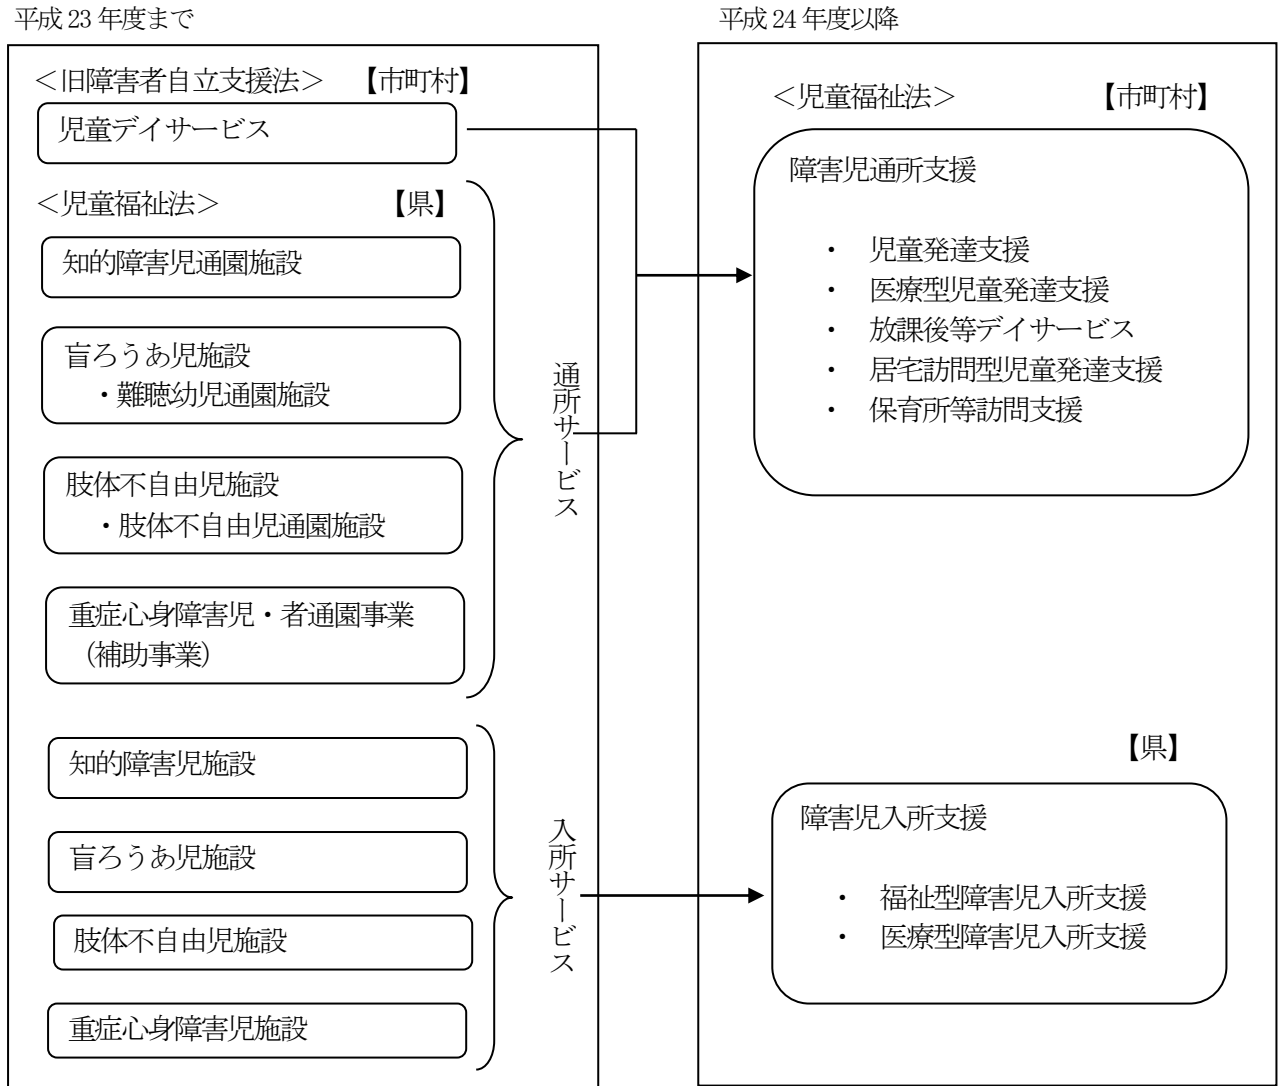 平成23年度まで
＜旧障害者自立支援法＞　【市町村】
児童デイサービス
＜児童福祉法＞　【県】
知的障害児通園施設
盲ろうあ児施設
・難聴幼児通園施設
肢体不自由児施設
・肢体不自由児通園施設
重症心身障害児・者通園事業
（補助事業）
通所サービス
知的障害児施設
盲ろうあ児施設
肢体不自由児施設
重症心身障害児施設
入所サービス
平成24年度以降
＜児童福祉法＞　【市町村】
障害児通所支援
・　児童発達支援
・　医療型児童発達支援
・　放課後等デイサービス
・　居宅訪問型児童発達支援
・　保育所等訪問支援
【県】
障害児入所支援
・　福祉型障害児入所支援
・　医療型障害児入所支援